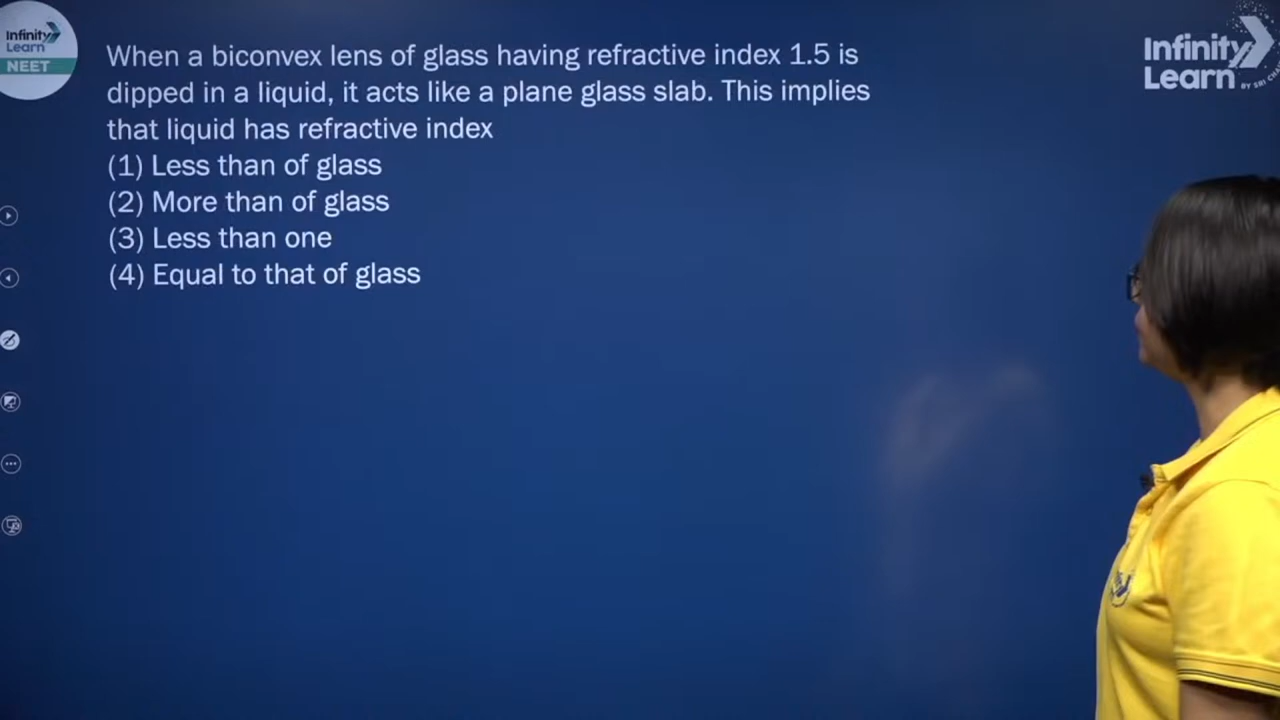 Infinity
Learn
NEET
When a biconvex lens of glass having refractive index 1.5 is
dipped in a liquid, it acts like a plane glass slab. This implies
that liquid has refractive index
(1) Less than of glass
(2) More than of glass
(3) Less than one
(4) Equal to that of glass
Infinity
Learn